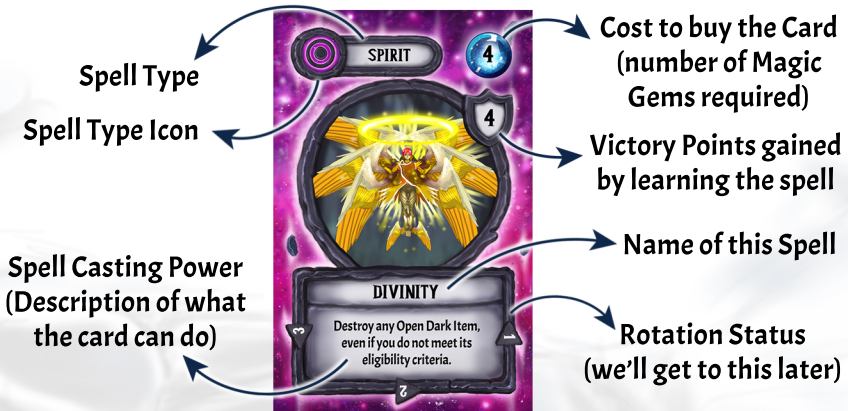 Spell Type
Spell Type Icon
Spell Casting Power
(Description of what
the card can do)
SPIRIT
4
4
DIVINITY
Destroy any Open Dark Item,
even if you do not meet its
eligibility criteria.
3
1
2
Cost to buy the Card
(number of Magic
Gems required)
Victory Points gained
by learning the spell
Name of this Spell
Rotation Status
(we'll get to this later)